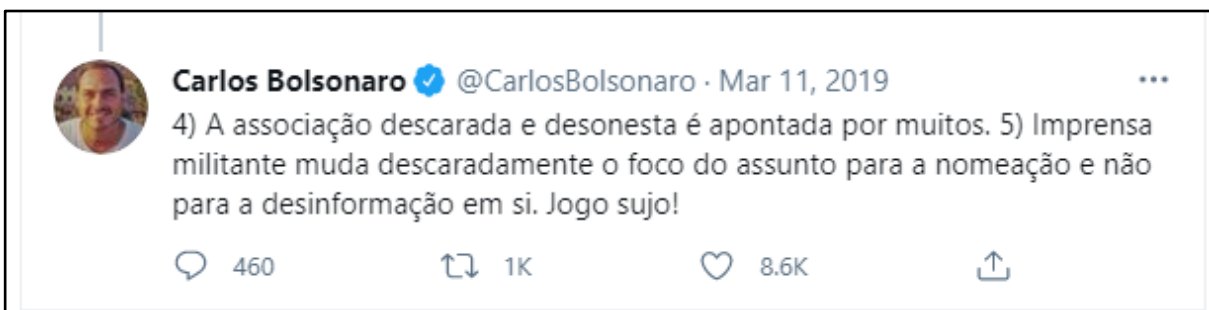 Carlos Bolsonaro @CarlosBolsonaro · Mar 11, 2019
4) A associação descarada e desonesta é apontada por muitos. 5) Imprensa
militante muda descaradamente o foco do assunto para a nomeação e não
para a desinformação em si. Jogo sujo!
460 1K 8.6K